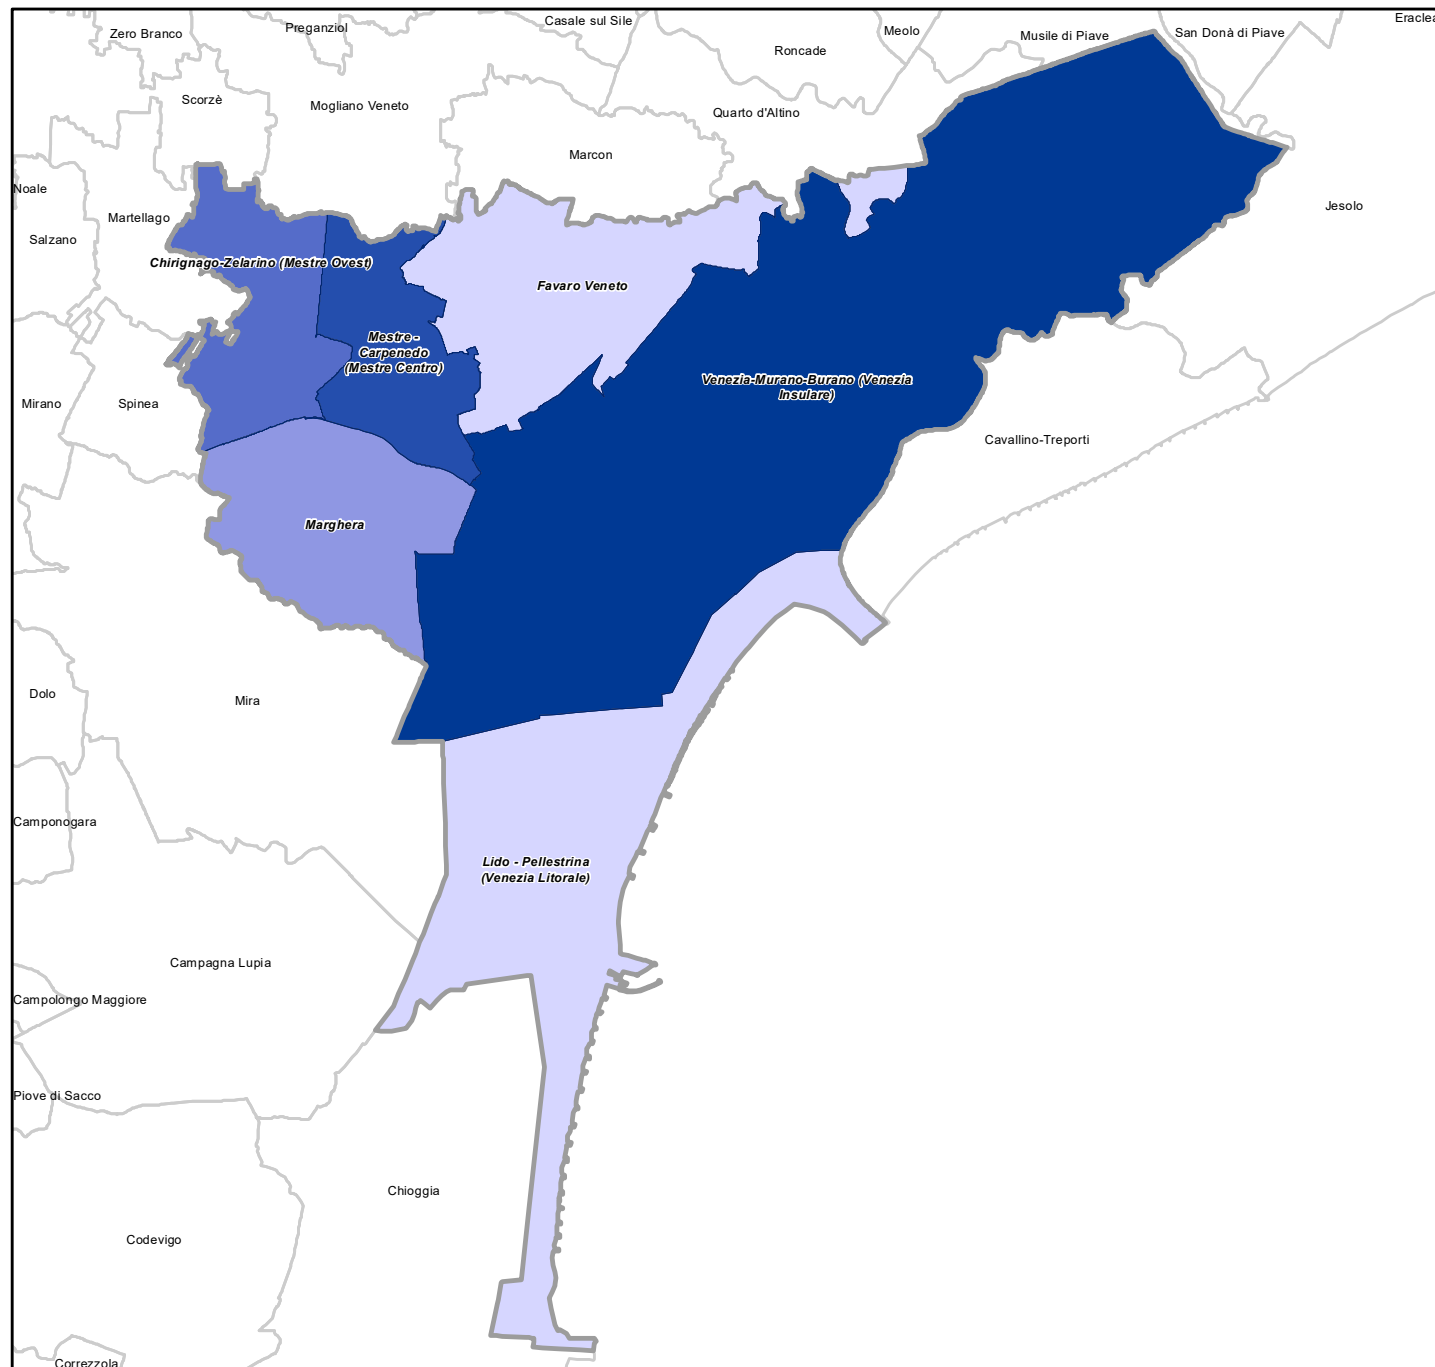 Casale sul Sile
Eraclea
Preganziol
Zero Branco
Meolo
San Donà di Piave
Musile di Piave
Roncade
Scorzè
Mogliano Veneto
Quarto d'Altino
Marcon
Noale
Martellago
Jesolo
Salzano
Chirignago-Zelarino (Mestre Ovest)
Favaro Veneto
Mestre -
Carpenedo
(Mestre Centro)
Venezia-Murano-Burano (Venezia
Insulare)
Mirano
Spinea
Cavallino-Treporti
Marghera
Dolo
Mira
Camponogara
Lido - Pellestrina
(Venezia Litorale)
Campagna Lupia
Campolongo Maggiore
Piove di Sacco
Chioggia
Codevigo
Correzzola